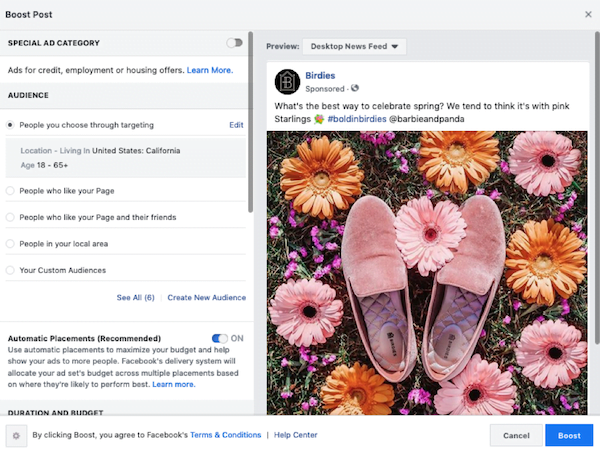 Boost Post
SPECIAL AD CATEGORY
Ads for credit, employment or housing offers. Learn More.
AUDIENCE
People you choose through targeting
Edit
Location - Living In United States: California
Age 18 - 65+
People who like your Page
People who like your Page and their friends
People in your local area
Your Custom Audiences
See All (6) | Create New Audience
Automatic Placements (Recommended)
ON
Use automatic placements to maximize your budget and help
show your ads to more people. Facebook's delivery system will
allocate your ad set's budget across multiple placements based
on where they're likely to perform best. Learn more.
DURATION AND BUDGET
Preview:
Desktop News Feed
Birdies
Sponsored ·
What's the best way to celebrate spring? We tend to think it's with pink
Starlings 💐 #boldinbirdies @barbieandpanda
BIRDIES
BIRDIES
By clicking Boost, you agree to Facebook's Terms & Conditions | Help Center
Cancel
Boost